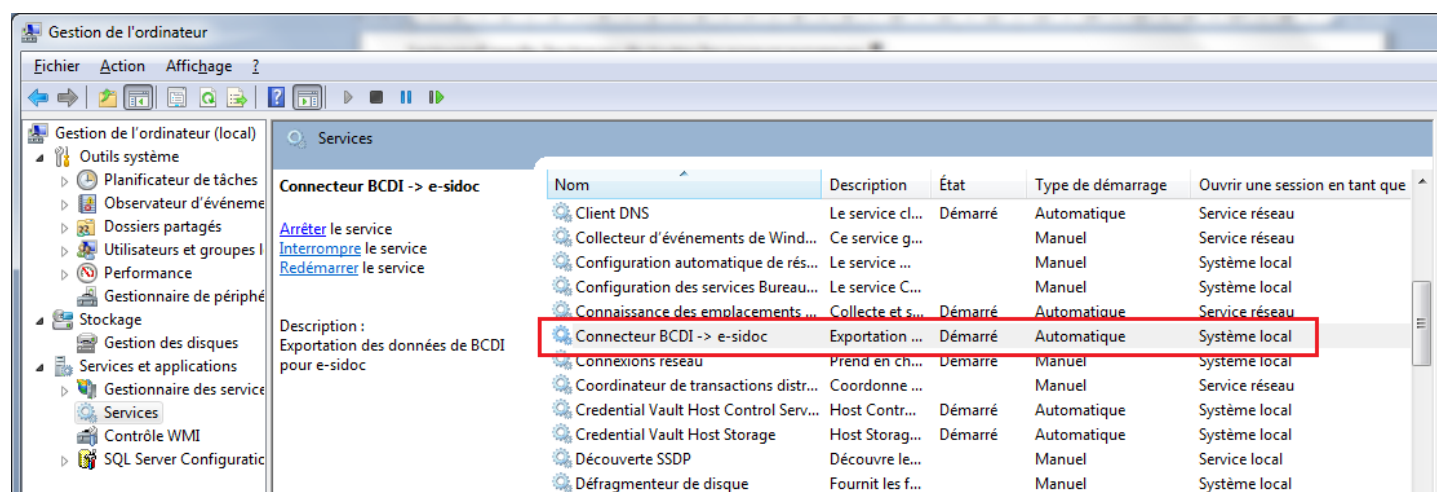 Gestion de l'ordinateur
Fichier Action Affichage ?
Gestion de l'ordinateur (local)
Outils système
Planificateur de tâches
Observateur d'événeme
Dossiers partagés
Utilisateurs et groupes l
Performance
Gestionnaire de périphé
Stockage
Gestion des disques
Services et applications
Gestionnaire des service
Services
Contrôle WMI
SQL Server Configuratic
Services
Connecteur BCDI -> e-sidoc
Arrêter le service
Interrompre le service
Redémarrer le service
Description :
Exportation des données de BCDI
pour e-sidoc
Nom Description État Type de démarrage Ouvrir une session en tant que
Client DNS Le service cl... Démarré Automatique Service réseau
Collecteur d'événements de Wind... Ce service g... Manuel Service réseau
Configuration automatique de rés... Le service ... Manuel Système local
Configuration des services Bureau... Le service C... Manuel Système local
Connaissance des emplacements ... Collecte et s... Démarré Automatique Service réseau
Connecteur BCDI -> e-sidoc Exportation ... Démarré Automatique Système local
Connexions réseau Prend en ch... Démarré Manuel Système local
Coordinateur de transactions distr... Coordonne ... Manuel Service réseau
Credential Vault Host Control Serv... Host Contr... Démarré Automatique Système local
Credential Vault Host Storage Host Storag... Démarré Automatique Système local
Découverte SSDP Découvre le... Manuel Service local
Défragmenteur de disque Fournit les f... Manuel Système local